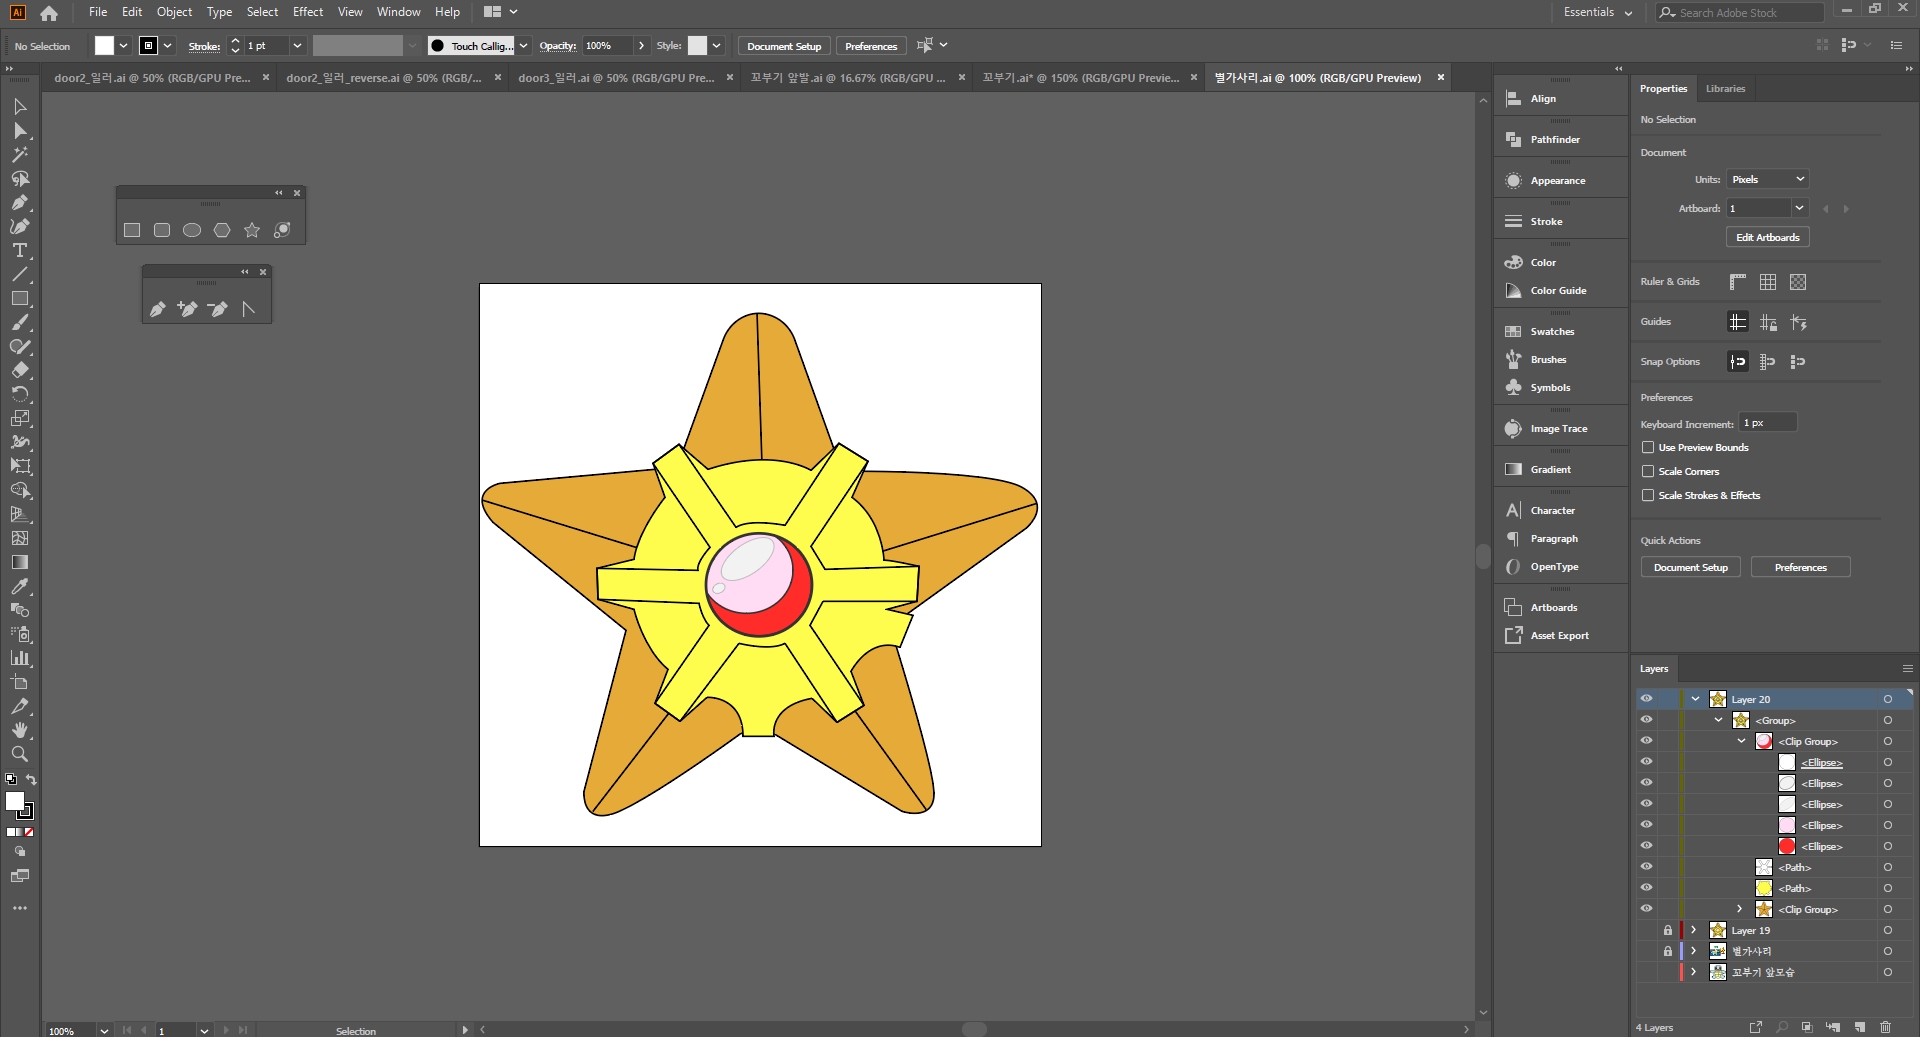 Ai File Edit Object Type Select Effect View Window Help Essentials Search Adobe Stock
No Selection Stroke: 1 pt Touch Callig... Opacity: 100% Style: Document Setup Preferences
door2_일러.ai @ 50% (RGB/GPU Pre... door2_일러_reverse.ai @ 50% (RGB/... door3_일러.ai @ 50% (RGB/GPU Pre... 꼬부기 앞발.ai @ 16.67% (RGB/GPU ... 꼬부기.ai* @ 150% (RGB/GPU Previe... 별가사리.ai @ 100% (RGB/GPU Preview)
Align
Pathfinder
Appearance
Stroke
Color
Color Guide
Swatches
Brushes
Symbols
Image Trace
Gradient
Character
Paragraph
OpenType
Artboards
Asset Export
Properties Libraries
No Selection
Document
Units: Pixels
Artboard: 1
Edit Artboards
Ruler & Grids
Guides
Snap Options
Preferences
Keyboard Increment: 1 px
Use Preview Bounds
Scale Corners
Scale Strokes & Effects
Quick Actions
Document Setup Preferences
Layers
Layer 20
<Group>
<Clip Group>
<Ellipse>
<Ellipse>
<Ellipse>
<Ellipse>
<Ellipse>
<Path>
<Path>
<Clip Group>
Layer 19
별가사리
꼬부기 앞모습
4 Layers
100% 1 Selection